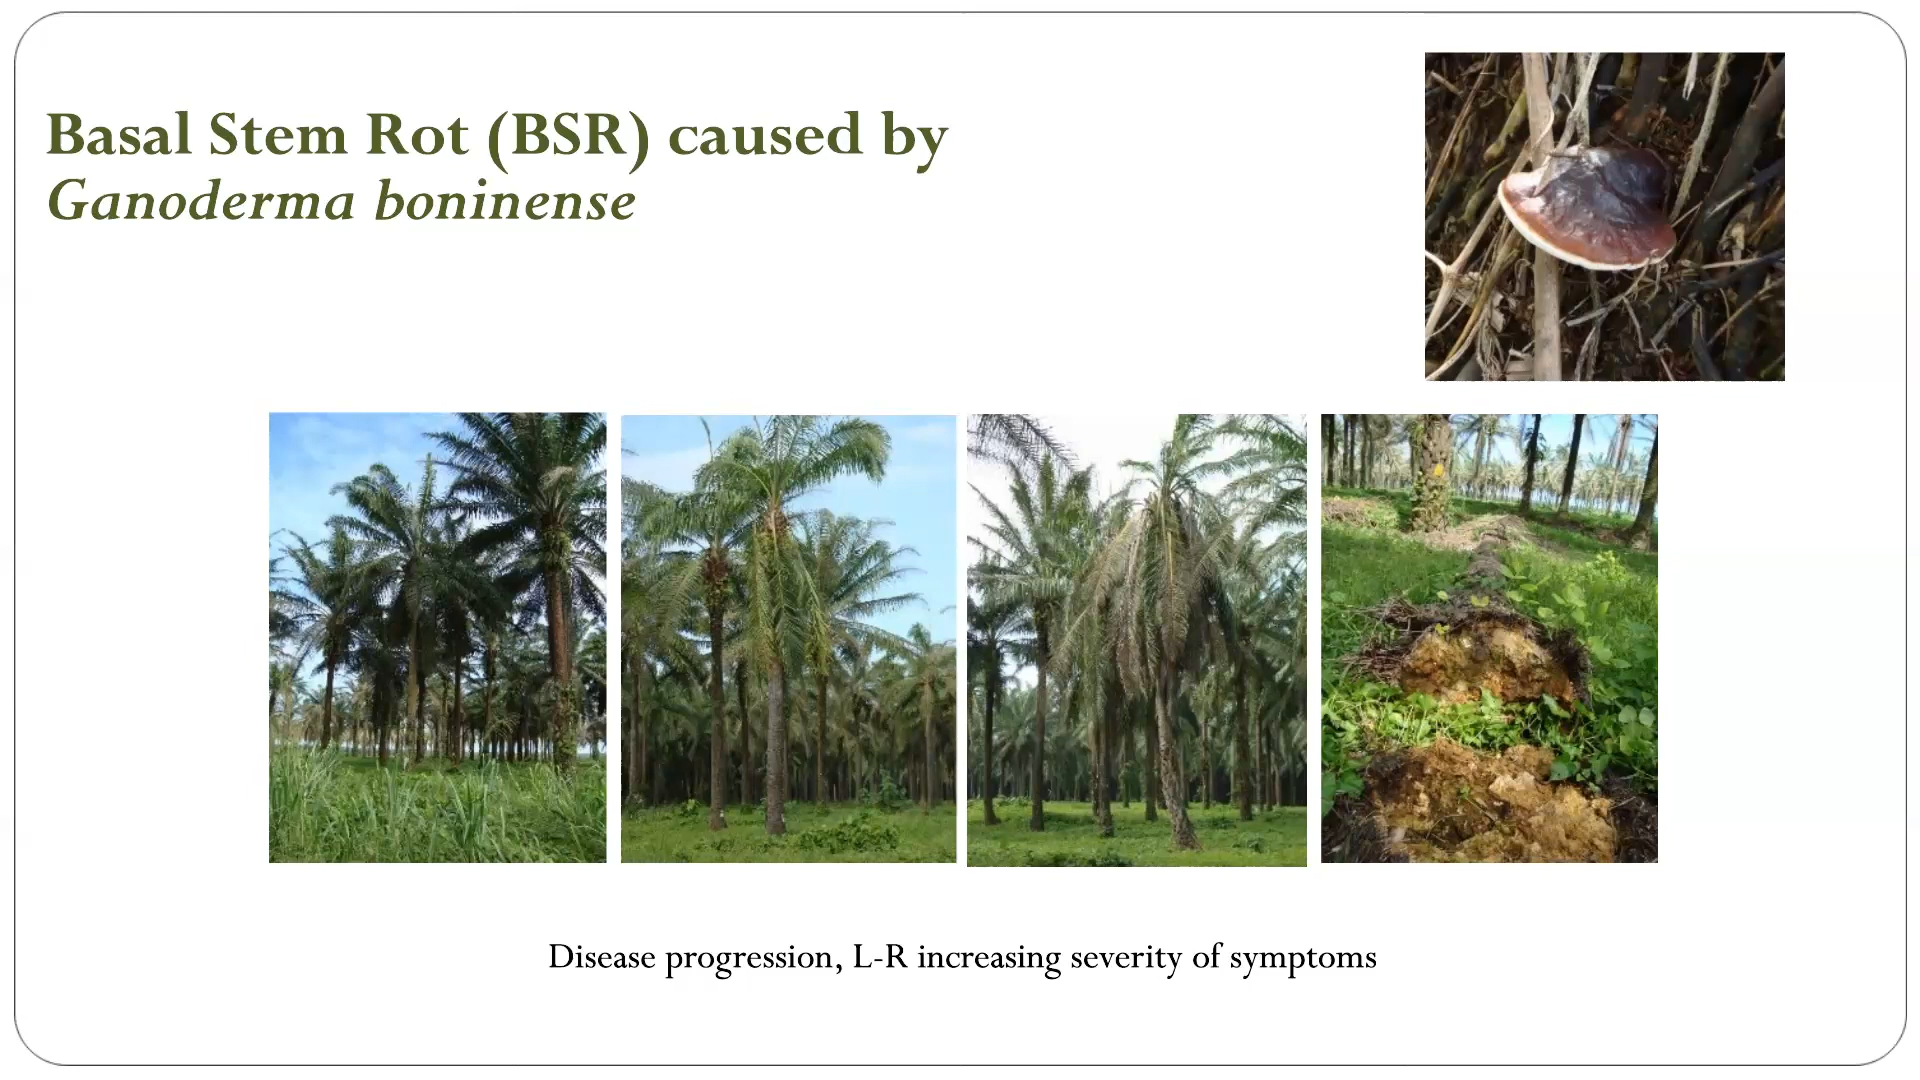 Basal Stem Rot (BSR) caused by
Ganoderma boninense
Disease progression, L-R increasing severity of symptoms